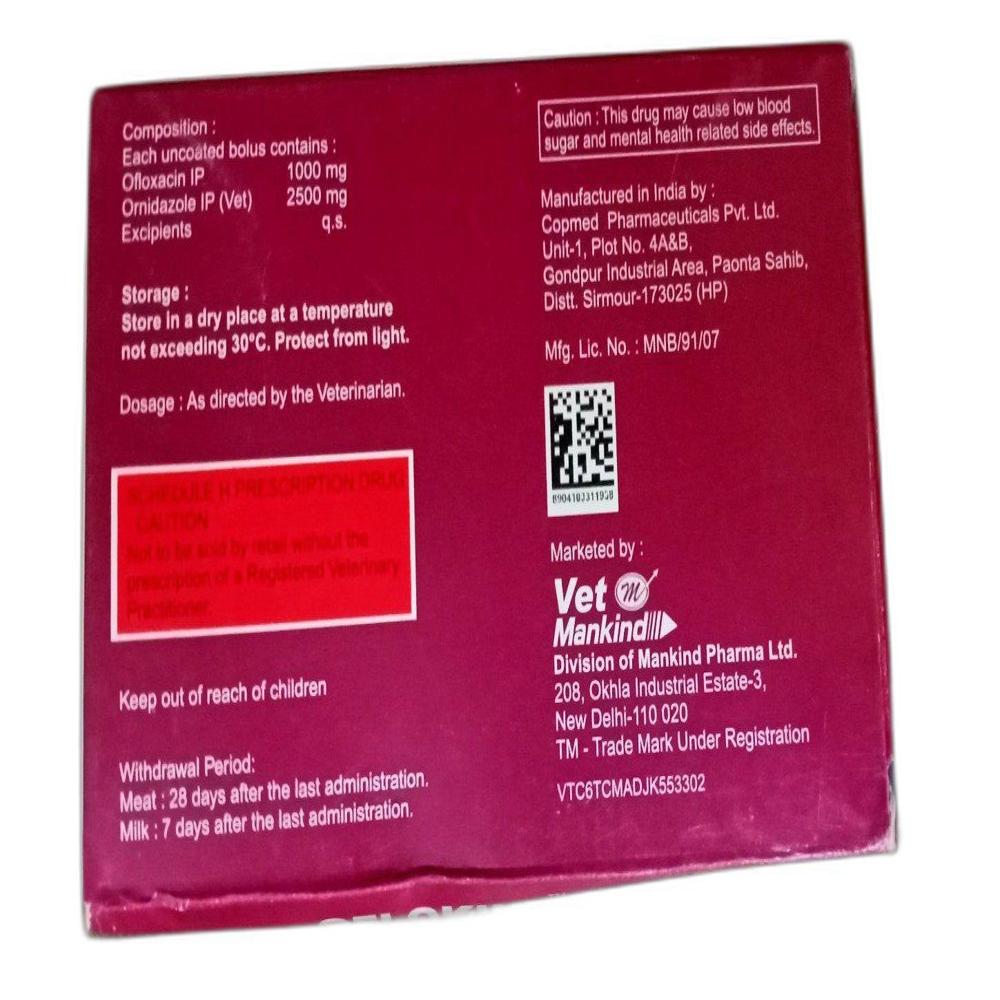 Composition :
Each uncoated bolus contains :
Ofloxacin IP 1000 mg
Ornidazole IP (Vet) 2500 mg
Excipients q.s.
Storage :
Store in a dry place at a temperature
not exceeding 30°C. Protect from light.
Dosage : As directed by the Veterinarian.
SCHEDULE H PRESCRIPTION DRUG
CAUTION
Not to be sold by retail without the
prescription of a Registered Veterinary
Practitioner.
Keep out of reach of children
Withdrawal Period:
Meat : 28 days after the last administration.
Milk : 7 days after the last administration.
Caution : This drug may cause low blood
sugar and mental health related side effects.
Manufactured in India by :
Copmed Pharmaceuticals Pvt. Ltd.
Unit-1, Plot No. 4A&B,
Gondpur Industrial Area, Paonta Sahib,
Distt. Sirmour-173025 (HP)
Mfg. Lic. No. : MNB/91/07
Marketed by :
Vet
Mankind
Division of Mankind Pharma Ltd.
208, Okhla Industrial Estate-3,
New Delhi-110 020
TM - Trade Mark Under Registration
VTC6TCMADJK553302